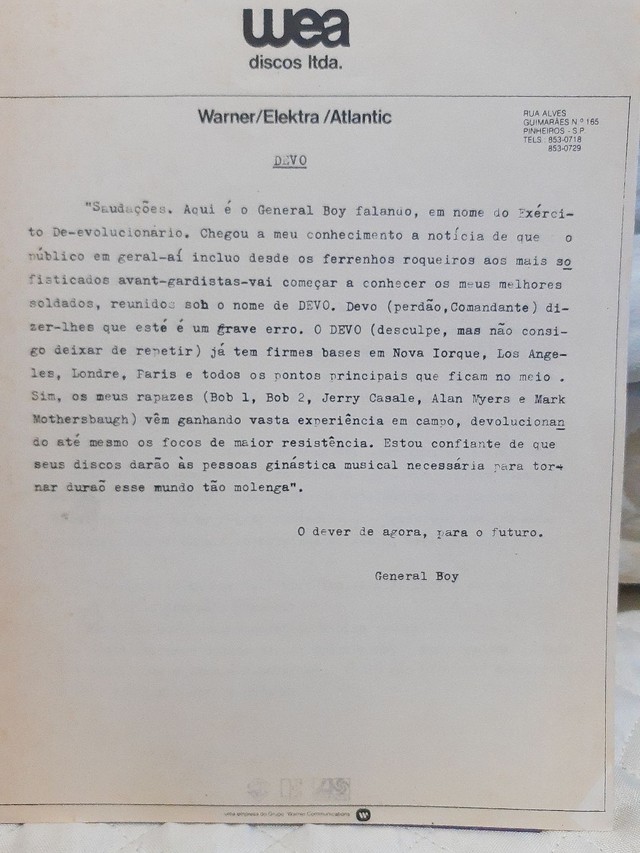 wea
discos ltda.
Warner/Elektra/Atlantic
RUA ALVES
GUIMARÃES N.º 165
PINHEIROS - S.P.
TELS. 853-0718
853-0729
DEVO
"Saudações. Aqui é o General Boy falando, em nome do Exérci-
to De-evolucionário. Chegou a meu conhecimento a notícia de que o
público em geral-aí incluo desde os ferrenhos roqueiros aos mais so
fisticados avant-gardistas-vai começar a conhecer os meus melhores
soldados, reunidos sob o nome de DEVO. Devo (perdão,Comandante) di-
zer-lhes que esté é um grave erro. O DEVO (desculpe, mas não consi-
go deixar de repetir) já tem firmes bases em Nova Iorque, Los Ange-
les, Londre, Paris e todos os pontos principais que ficam no meio .
Sim, os meus rapazes (Bob 1, Bob 2, Jerry Casale, Alan Myers e Mark
Mothersbaugh) vêm ganhando vasta experiência em campo, devolucionan
do até mesmo os focos de maior resistência. Estou confiante de que
seus discos darão às pessoas ginástica musical necessária para tor-
nar durão esse mundo tão molenga".
O dever de agora, para o futuro.
General Boy
uma empresa do Grupo Warner Communications